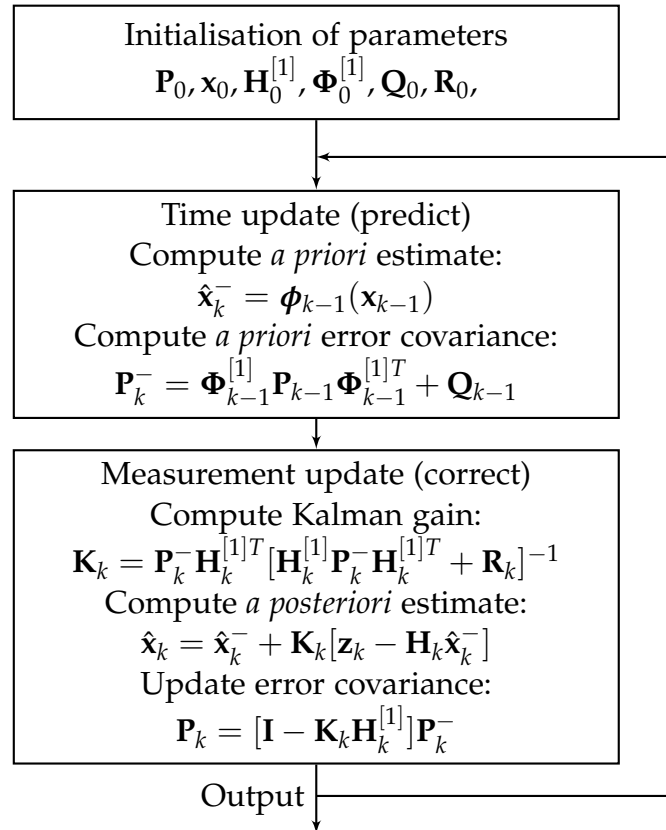 Initialisation of parameters
𝐏₀, 𝐱₀, 𝐇₀^[1], 𝚽₀^[1], 𝐐₀, 𝐑₀,
Time update (predict)
Compute a priori estimate:
𝐱̂ₖ⁻ = 𝛟ₖ₋₁(𝐱ₖ₋₁)
Compute a priori error covariance:
𝐏ₖ⁻ = 𝚽ₖ₋₁^[1] 𝐏ₖ₋₁ 𝚽ₖ₋₁^[1]T + 𝐐ₖ₋₁
Measurement update (correct)
Compute Kalman gain:
𝐊ₖ = 𝐏ₖ⁻ 𝐇ₖ^[1]T [𝐇ₖ^[1] 𝐏ₖ⁻ 𝐇ₖ^[1]T + 𝐑ₖ]⁻¹
Compute a posteriori estimate:
𝐱̂ₖ = 𝐱̂ₖ⁻ + 𝐊ₖ[𝐳ₖ − 𝐇ₖ𝐱̂ₖ⁻]
Update error covariance:
𝐏ₖ = [𝐈 − 𝐊ₖ𝐇ₖ^[1]]𝐏ₖ⁻
Output